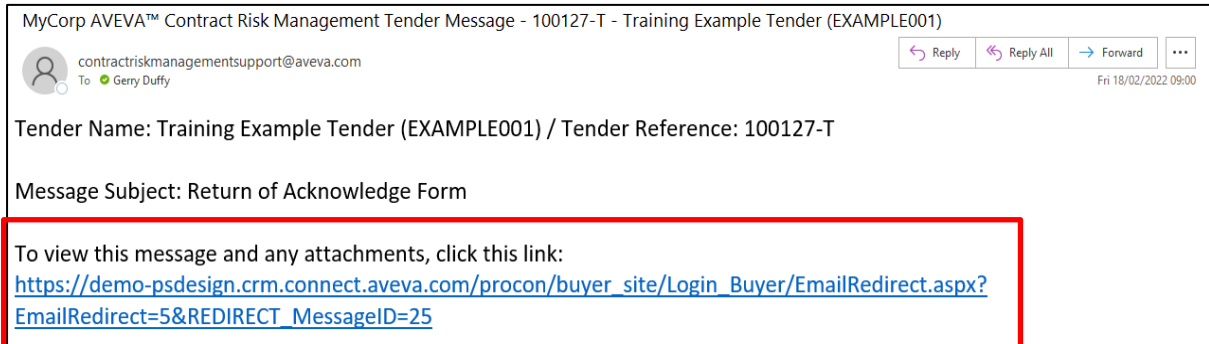 MyCorp AVEVA™ Contract Risk Management Tender Message - 100127-T - Training Example Tender (EXAMPLE001)
contractriskmanagementsupport@aveva.com
To Gerry Duffy
Reply Reply All Forward
Fri 18/02/2022 09:00
Tender Name: Training Example Tender (EXAMPLE001) / Tender Reference: 100127-T
Message Subject: Return of Acknowledge Form
To view this message and any attachments, click this link:
https://demo-psdesign.crm.connect.aveva.com/procon/buyer_site/Login_Buyer/EmailRedirect.aspx?
EmailRedirect=5&REDIRECT_MessageID=25